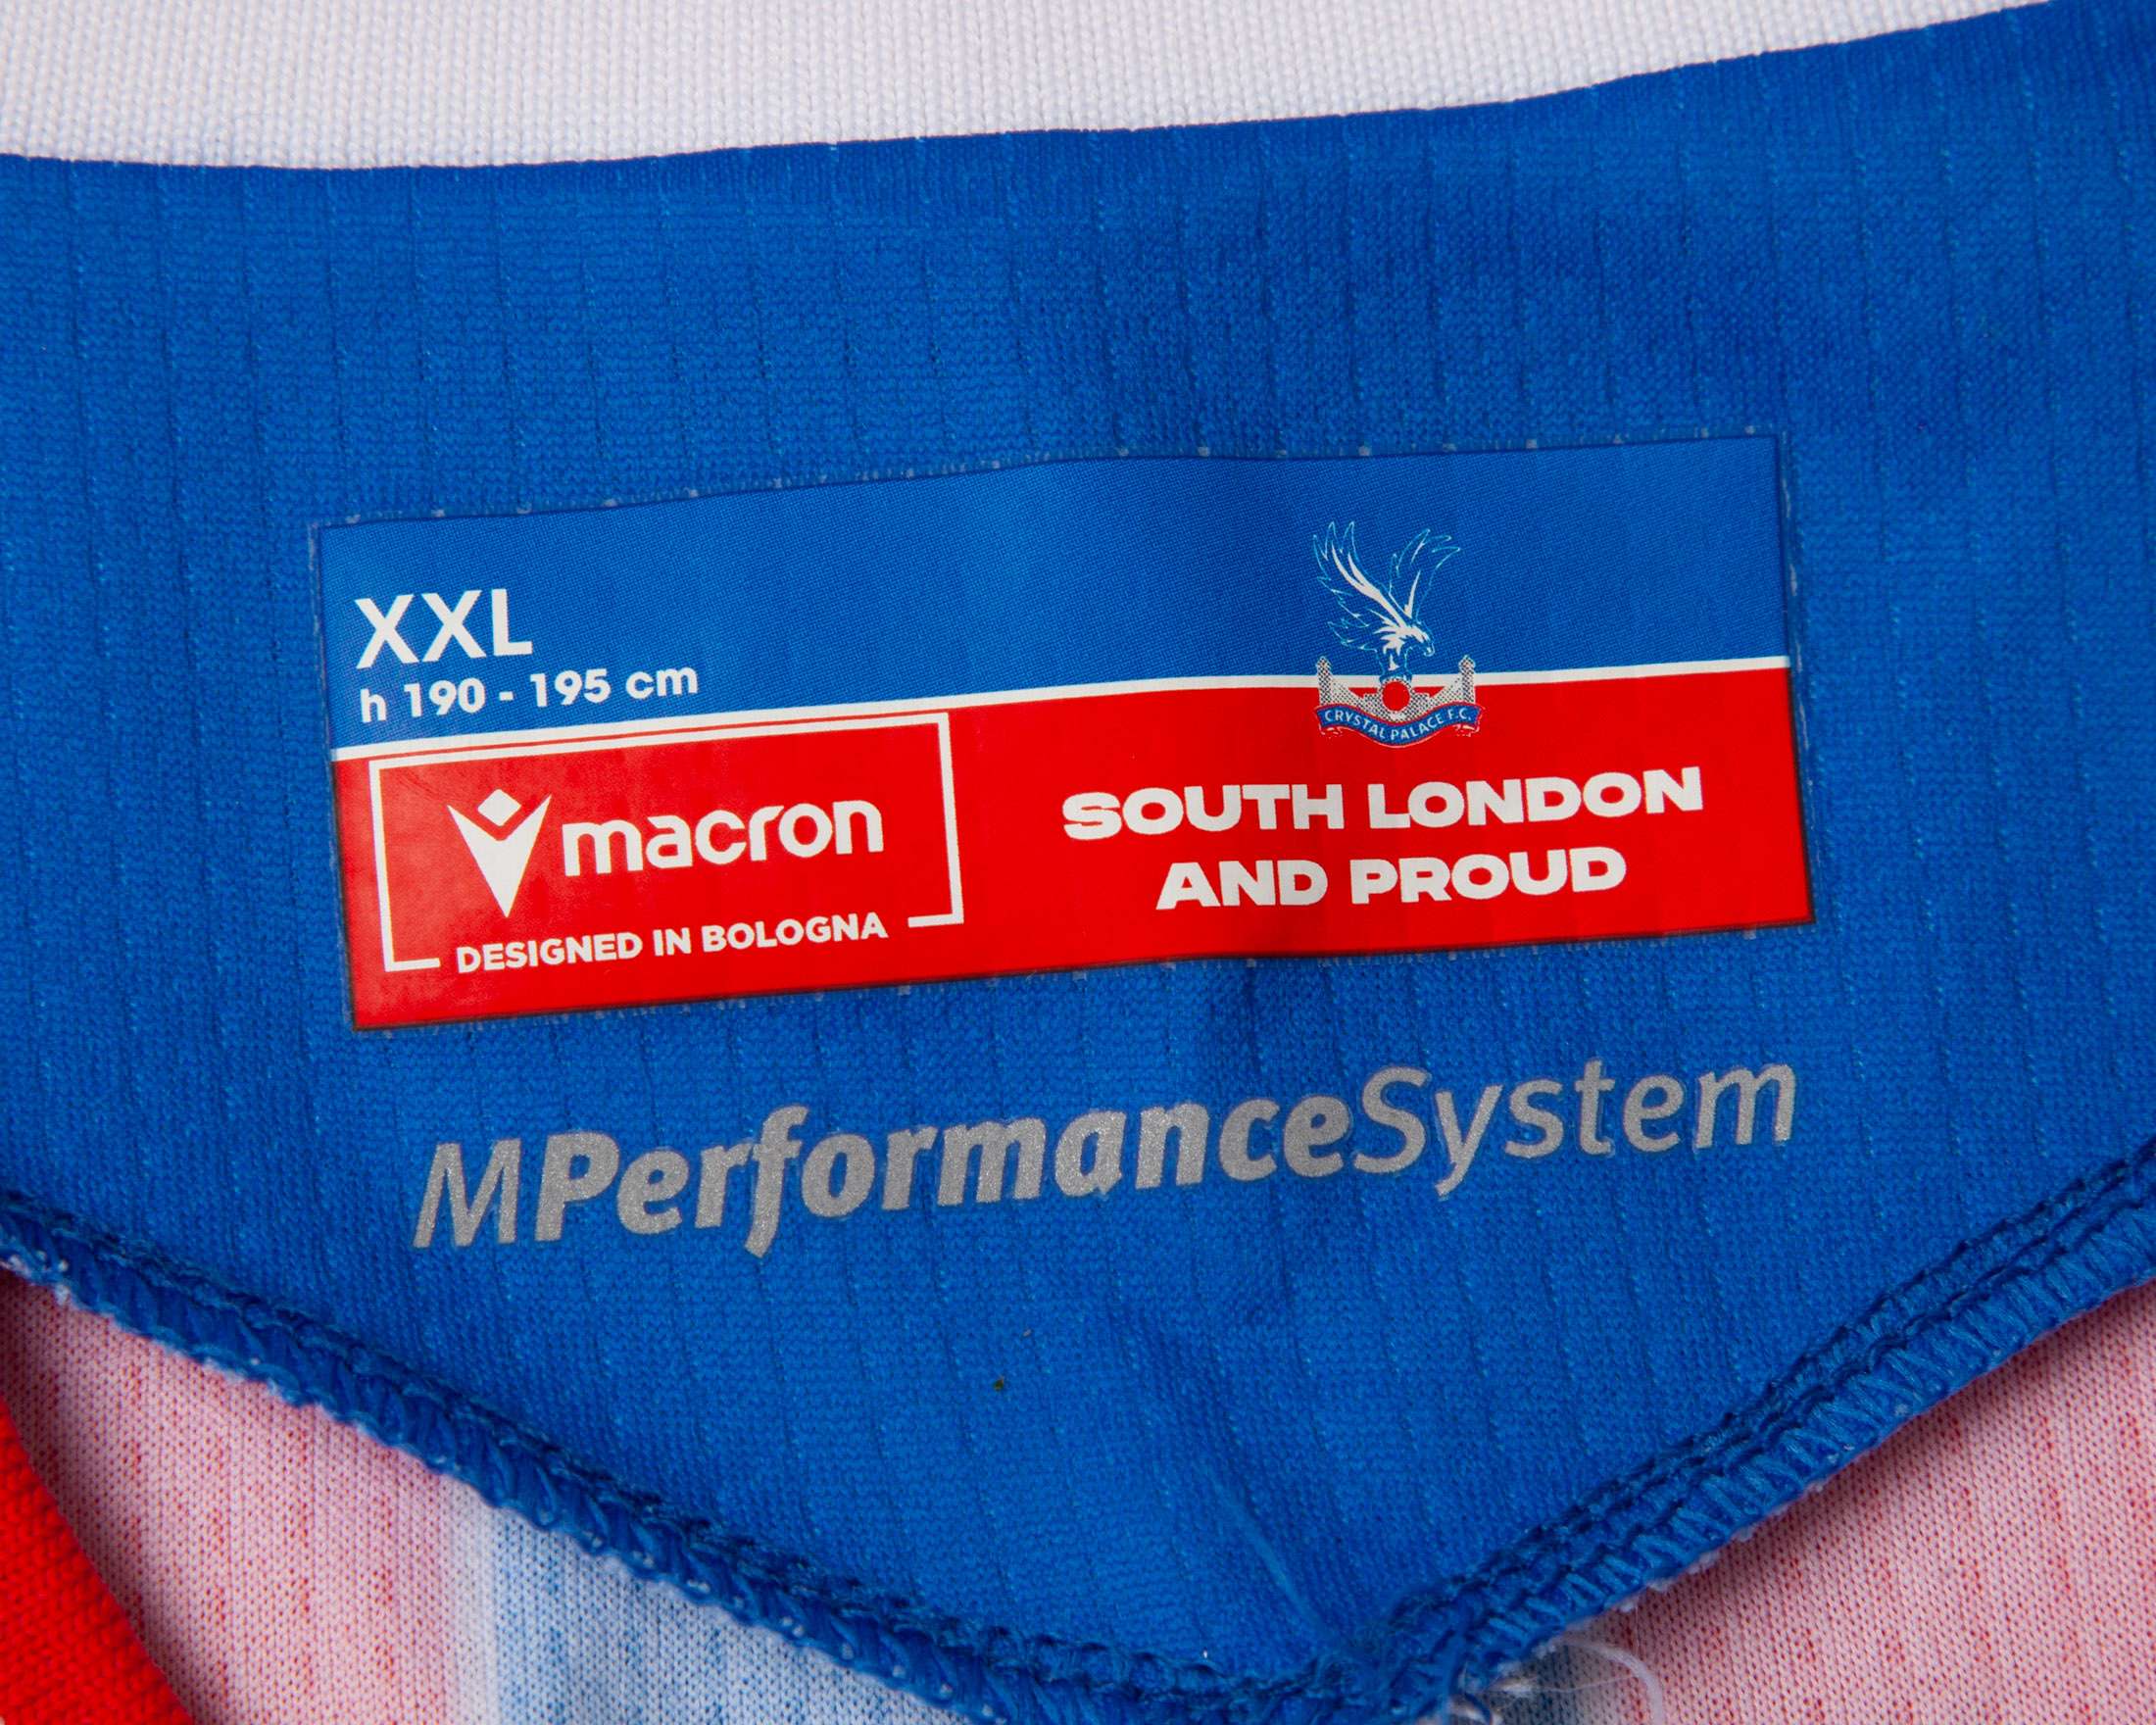 XXL
h 190 - 195 cm
CRYSTAL PALACE F.C.
macron
DESIGNED IN BOLOGNA
SOUTH LONDON
AND PROUD
MPerformanceSystem